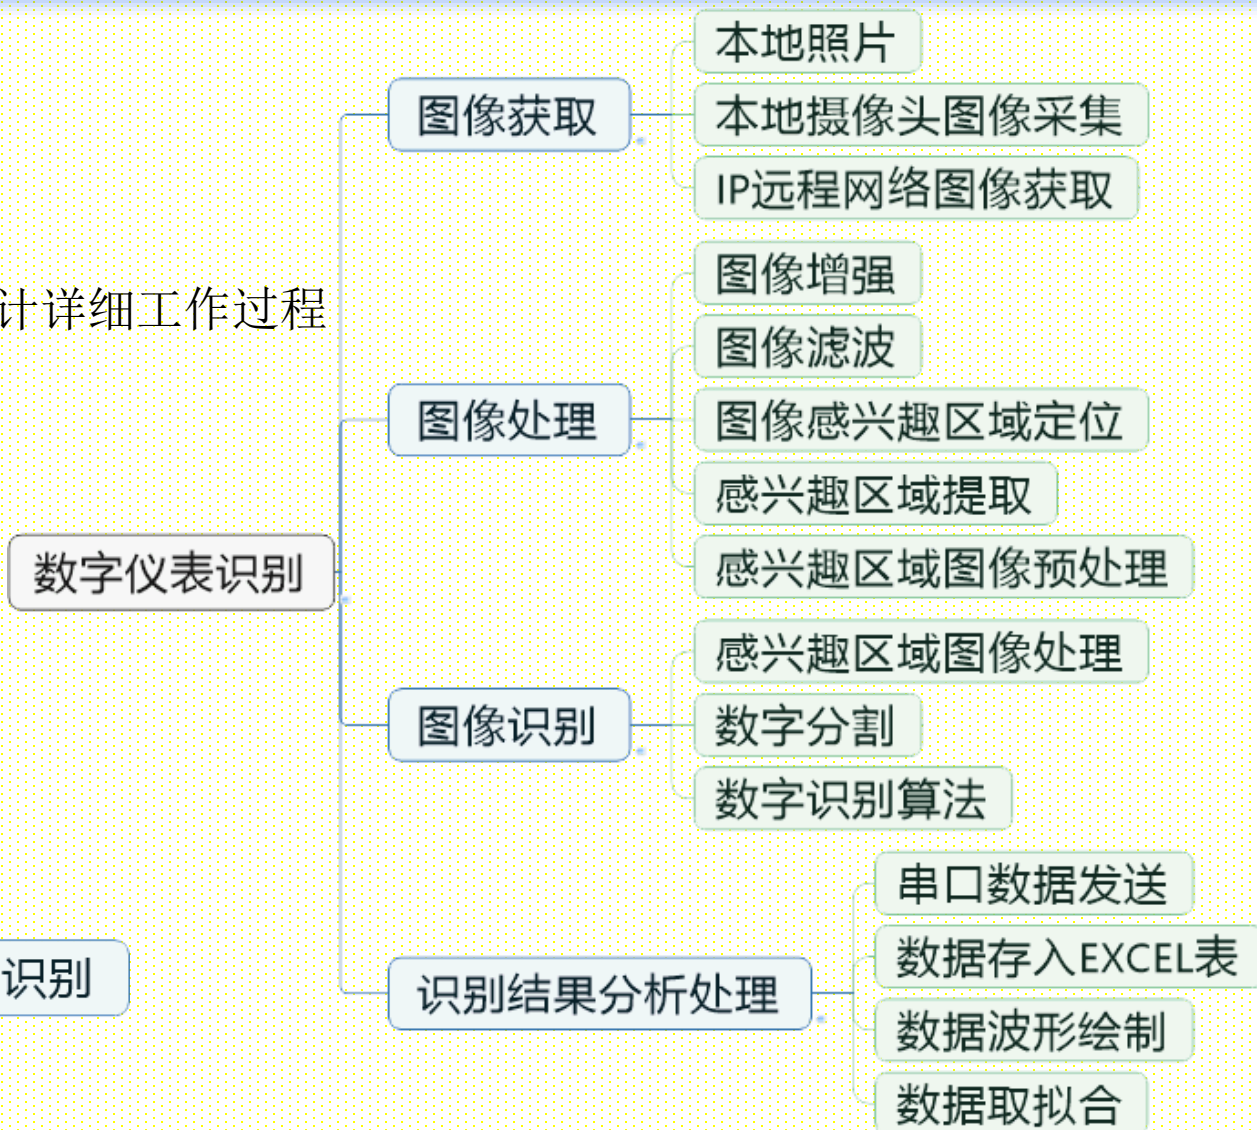 本地照片
图像获取
本地摄像头图像采集
IP远程网络图像获取
图像增强
计详细工作过程
图像滤波
图像处理
图像感兴趣区域定位
感兴趣区域提取
数字仪表识别
感兴趣区域图像预处理
感兴趣区域图像处理
图像识别
数字分割
数字识别算法
串口数据发送
识别
数据存入EXCEL表
识别结果分析处理
数据波形绘制
数据取拟合